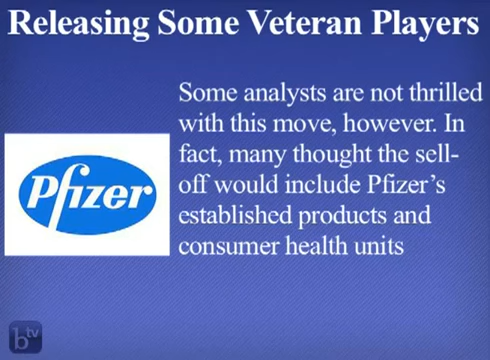 Releasing Some Veteran Players
Some analysts are not thrilled
with this move, however. In
fact, many thought the sell-
off would include Pfizer's
established products and
consumer health units
Pfizer
btv